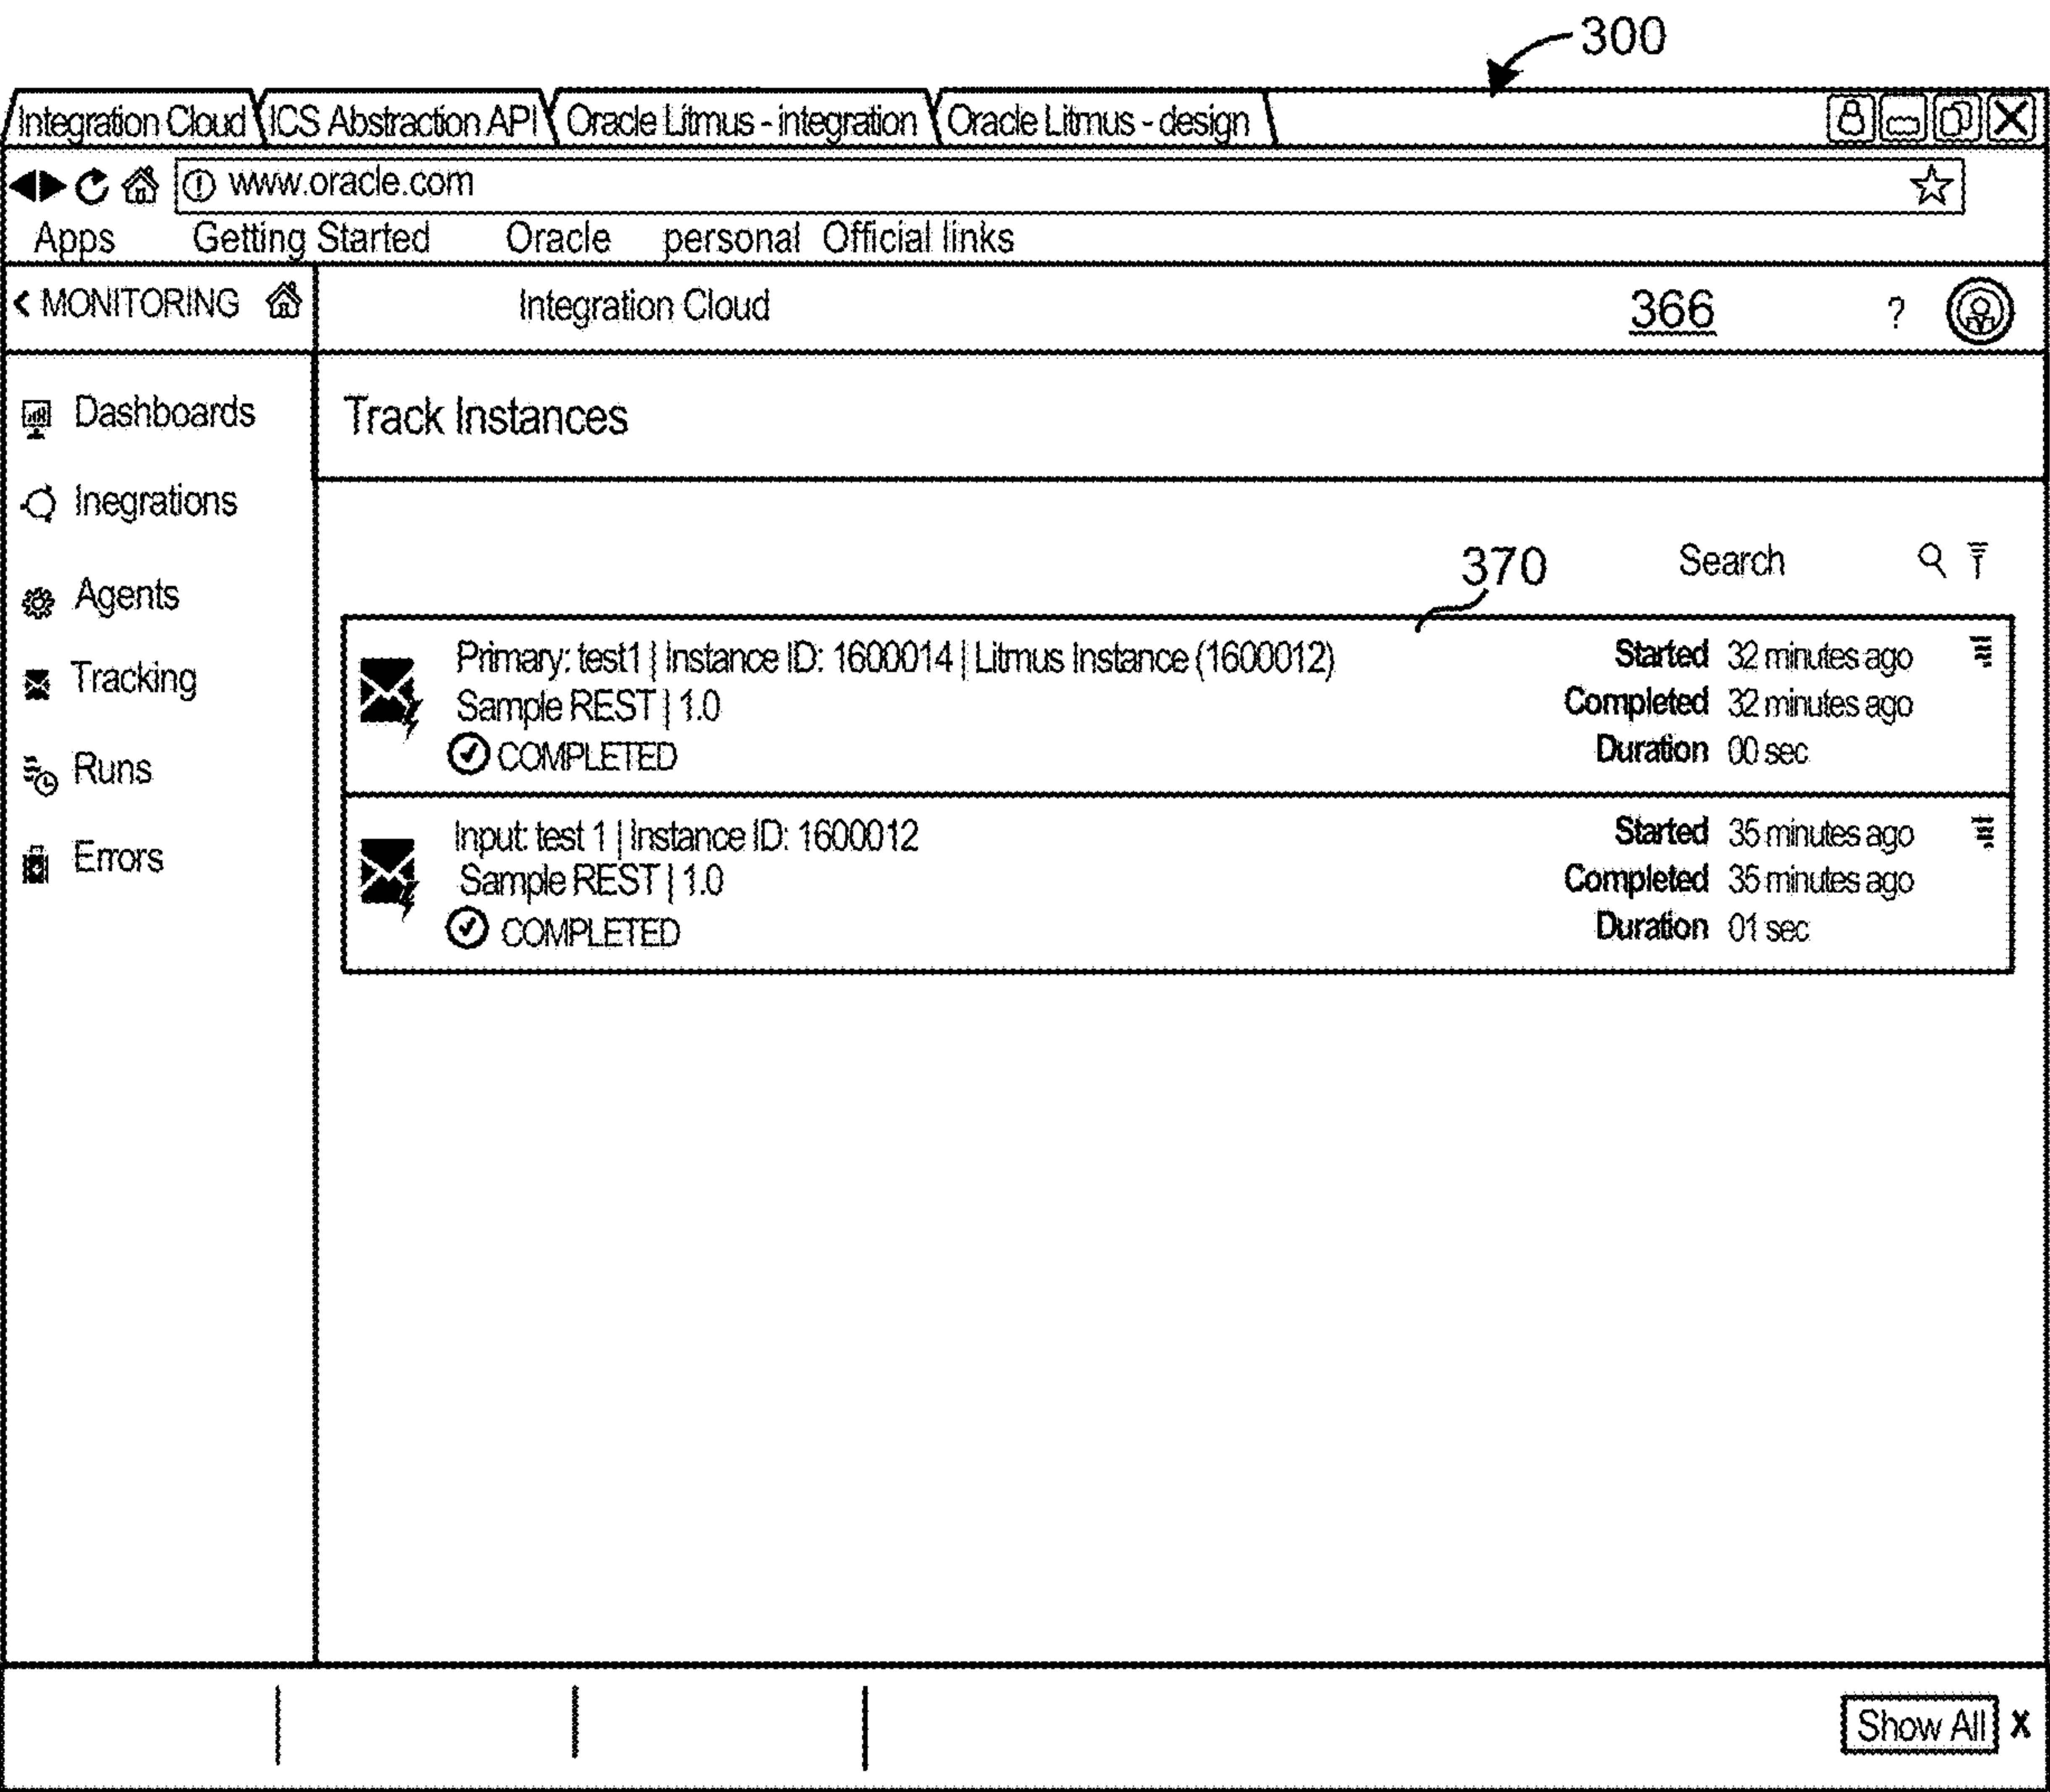 300
Integration Cloud ICS Abstraction API Oracle Litmus - integration Oracle Litmus - design
www.oracle.com
Apps Getting Started Oracle personal Official links
< MONITORING Integration Cloud 366 ?
Dashboards
Track Instances
Inegrations
Agents
Tracking
Runs
Errors
370 Search
Primary: test1 | Instance ID: 1600014 | Litmus Instance (1600012)
Sample REST | 1.0
COMPLETED
Started 32 minutes ago
Completed 32 minutes ago
Duration 00 sec
Input: test 1 | Instance ID: 1600012
Sample REST | 1.0
COMPLETED
Started 35 minutes ago
Completed 35 minutes ago
Duration 01 sec
Show All x